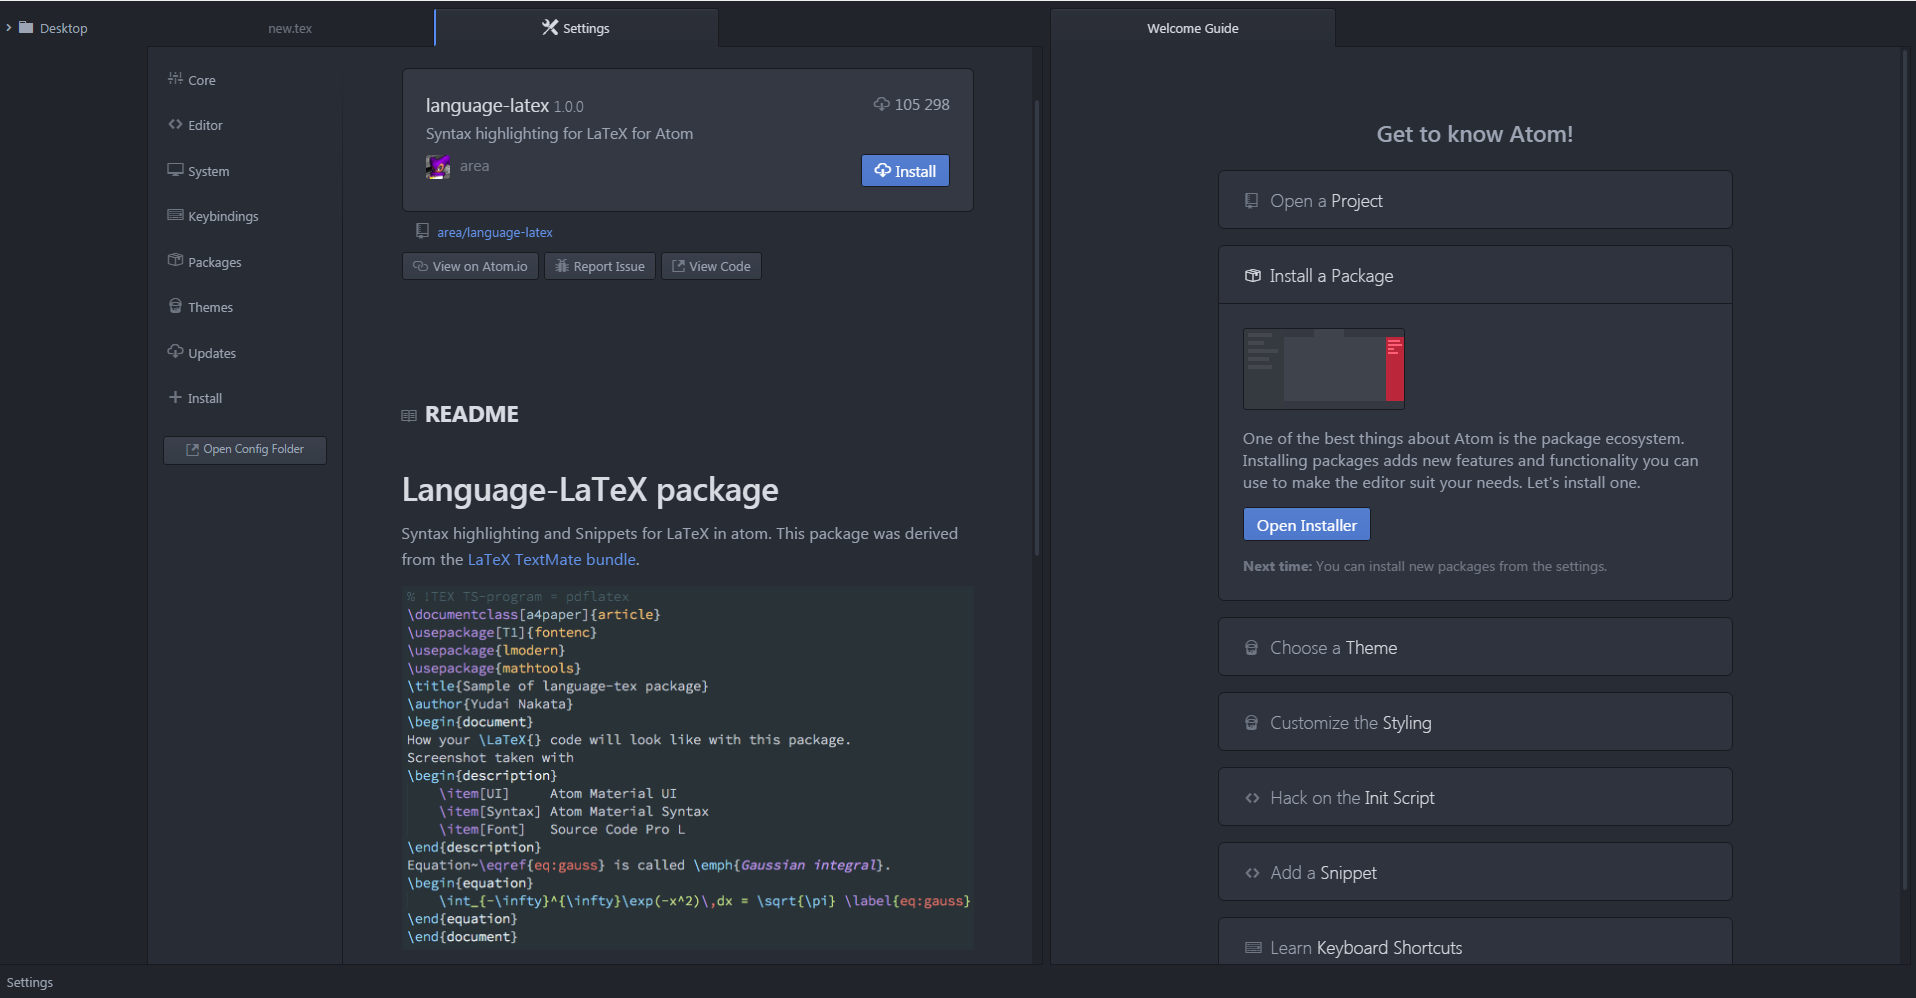 Desktop
new.tex
Settings
Welcome Guide
Core
Editor
System
Keybindings
Packages
Themes
Updates
Install
Open Config Folder
language-latex 1.0.0
105 298
Syntax highlighting for LaTeX for Atom
area
Install
area/language-latex
View on Atom.io
Report Issue
View Code
README
Language-LaTeX package
Syntax highlighting and Snippets for LaTeX in atom. This package was derived
from the LaTeX TextMate bundle.
% !TEX TS-program = pdflatex
\documentclass[a4paper]{article}
\usepackage[T1]{fontenc}
\usepackage{lmodern}
\usepackage{mathtools}
\title{Sample of language-tex package}
\author{Yudai Nakata}
\begin{document}
How your \LaTeX{} code will look like with this package.
Screenshot taken with
\begin{description}
    \item[UI]     Atom Material UI
    \item[Syntax] Atom Material Syntax
    \item[Font]   Source Code Pro L
\end{description}
Equation~\eqref{eq:gauss} is called \emph{Gaussian integral}.
\begin{equation}
    \int_{-\infty}^{\infty}\exp(-x^2)\,dx = \sqrt{\pi} \label{eq:gauss}
\end{equation}
\end{document}
Get to know Atom!
Open a Project
Install a Package
One of the best things about Atom is the package ecosystem.
Installing packages adds new features and functionality you can
use to make the editor suit your needs. Let's install one.
Open Installer
Next time: You can install new packages from the settings.
Choose a Theme
Customize the Styling
Hack on the Init Script
Add a Snippet
Learn Keyboard Shortcuts
Settings